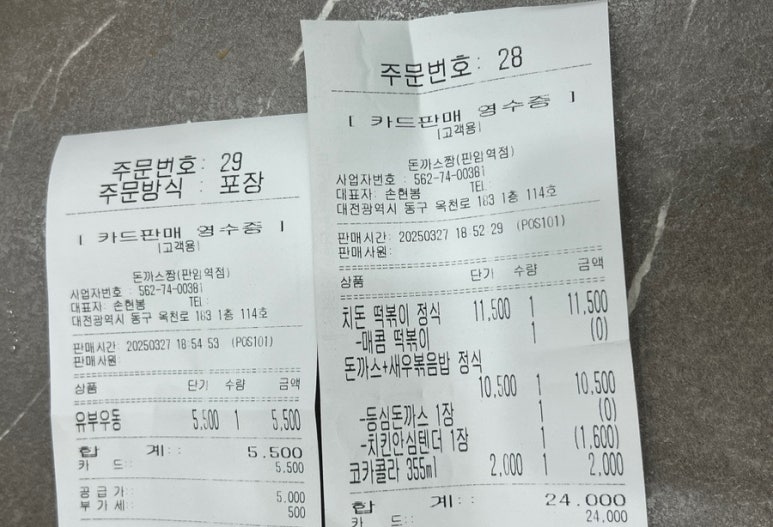 주문번호: 29
주문방식 : 포장
[ 카드판매 영수증 ]
(고객용)
돈까스짱(판암역점)
사업자번호 : 562-74-00381
대표자: 손현봉 TEL:
대전광역시 동구 옥천로 183 1층 114호
판매시간: 20250327 18:54:53 (POS101)
판매사원:
상품 단가 수량 금액
유부우동 5,500 1 5,500
합 계:: 5,500
카 드:: 5,500
공급가:: 5,000
부가세:: 500
주문번호: 28
[ 카드판매 영수증 ]
(고객용)
돈까스짱(판암역점)
사업자번호 : 562-74-00381
대표자: 손현봉 TEL:
대전광역시 동구 옥천로 183 1층 114호
판매시간: 20250327 18:52:29 (POS101)
판매사원:
상품 단가 수량 금액
치돈 떡볶이 정식 11,500 1 11,500
-매콤 떡볶이 1 (0)
돈까스+새우볶음밥 정식
10,500 1 10,500
-등심돈까스 1장 1 (0)
-치킨안심텐더 1장 1 (1,600)
코카콜라 355ml 2,000 1 2,000
합 계:: 24,000
카 드:: 24,000